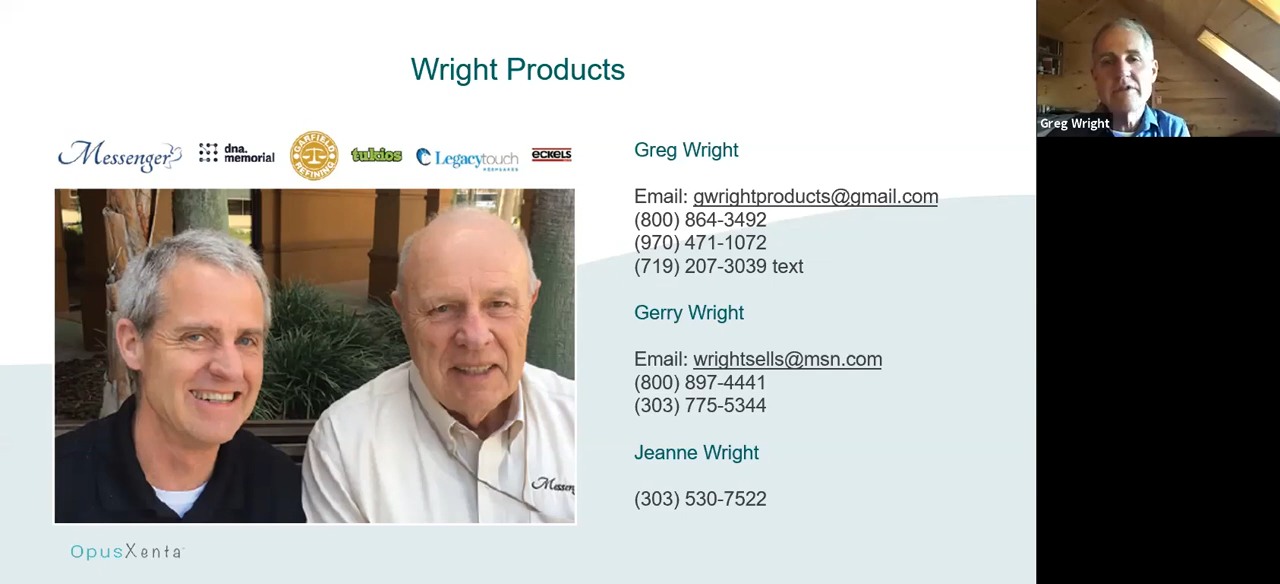 Wright Products
Messenger
dna.
memorial
GARFIELD
REFINING
tukios
Legacytouch
KEEPSAKES
ECKELS
Greg Wright
Email: gwrightproducts@gmail.com
(800) 864-3492
(970) 471-1072
(719) 207-3039 text
Gerry Wright
Email: wrightsells@msn.com
(800) 897-4441
(303) 775-5344
Jeanne Wright
(303) 530-7522
Messen
OpusXenta
Greg Wright